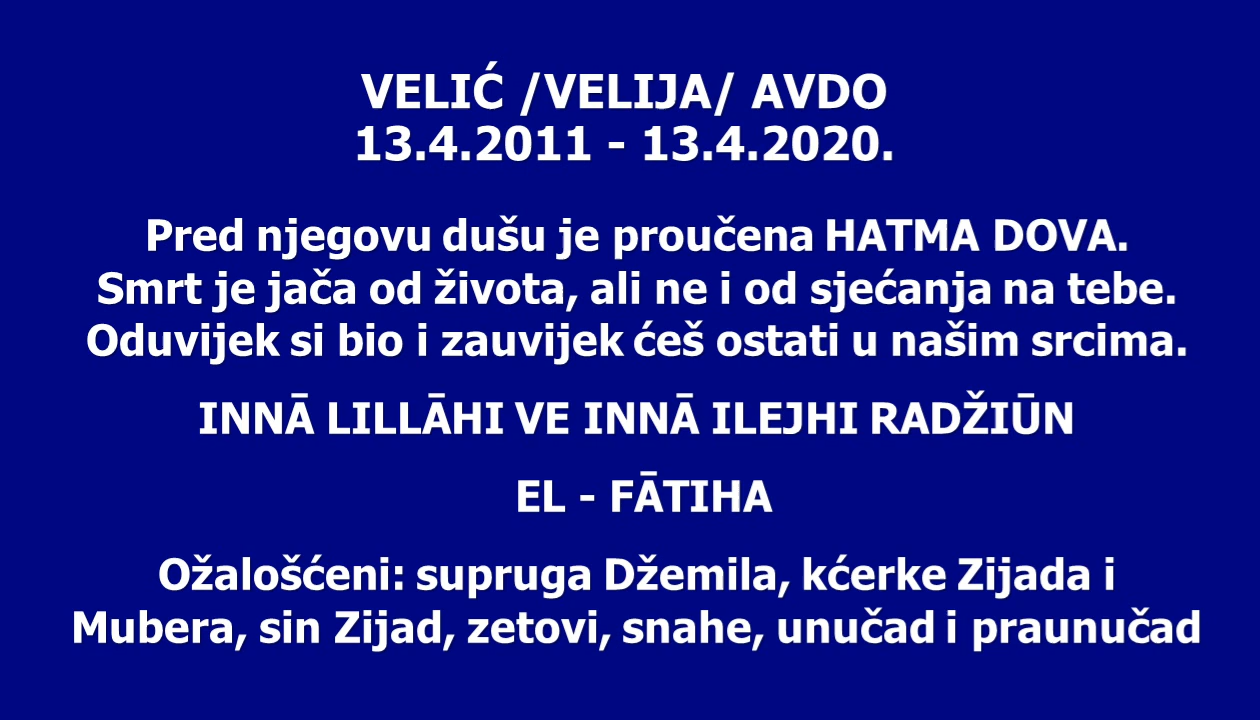 VELIĆ /VELIJA/ AVDO
13.4.2011 - 13.4.2020.
Pred njegovu dušu je proučena HATMA DOVA.
Smrt je jača od života, ali ne i od sjećanja na tebe.
Oduvijek si bio i zauvijek ćeš ostati u našim srcima.
INNĀ LILLĀHI VE INNĀ ILEJHI RADŽIŪN
EL - FĀTIHA
Ožalošćeni: supruga Džemila, kćerke Zijada i
Mubera, sin Zijad, zetovi, snahe, unučad i praunučad